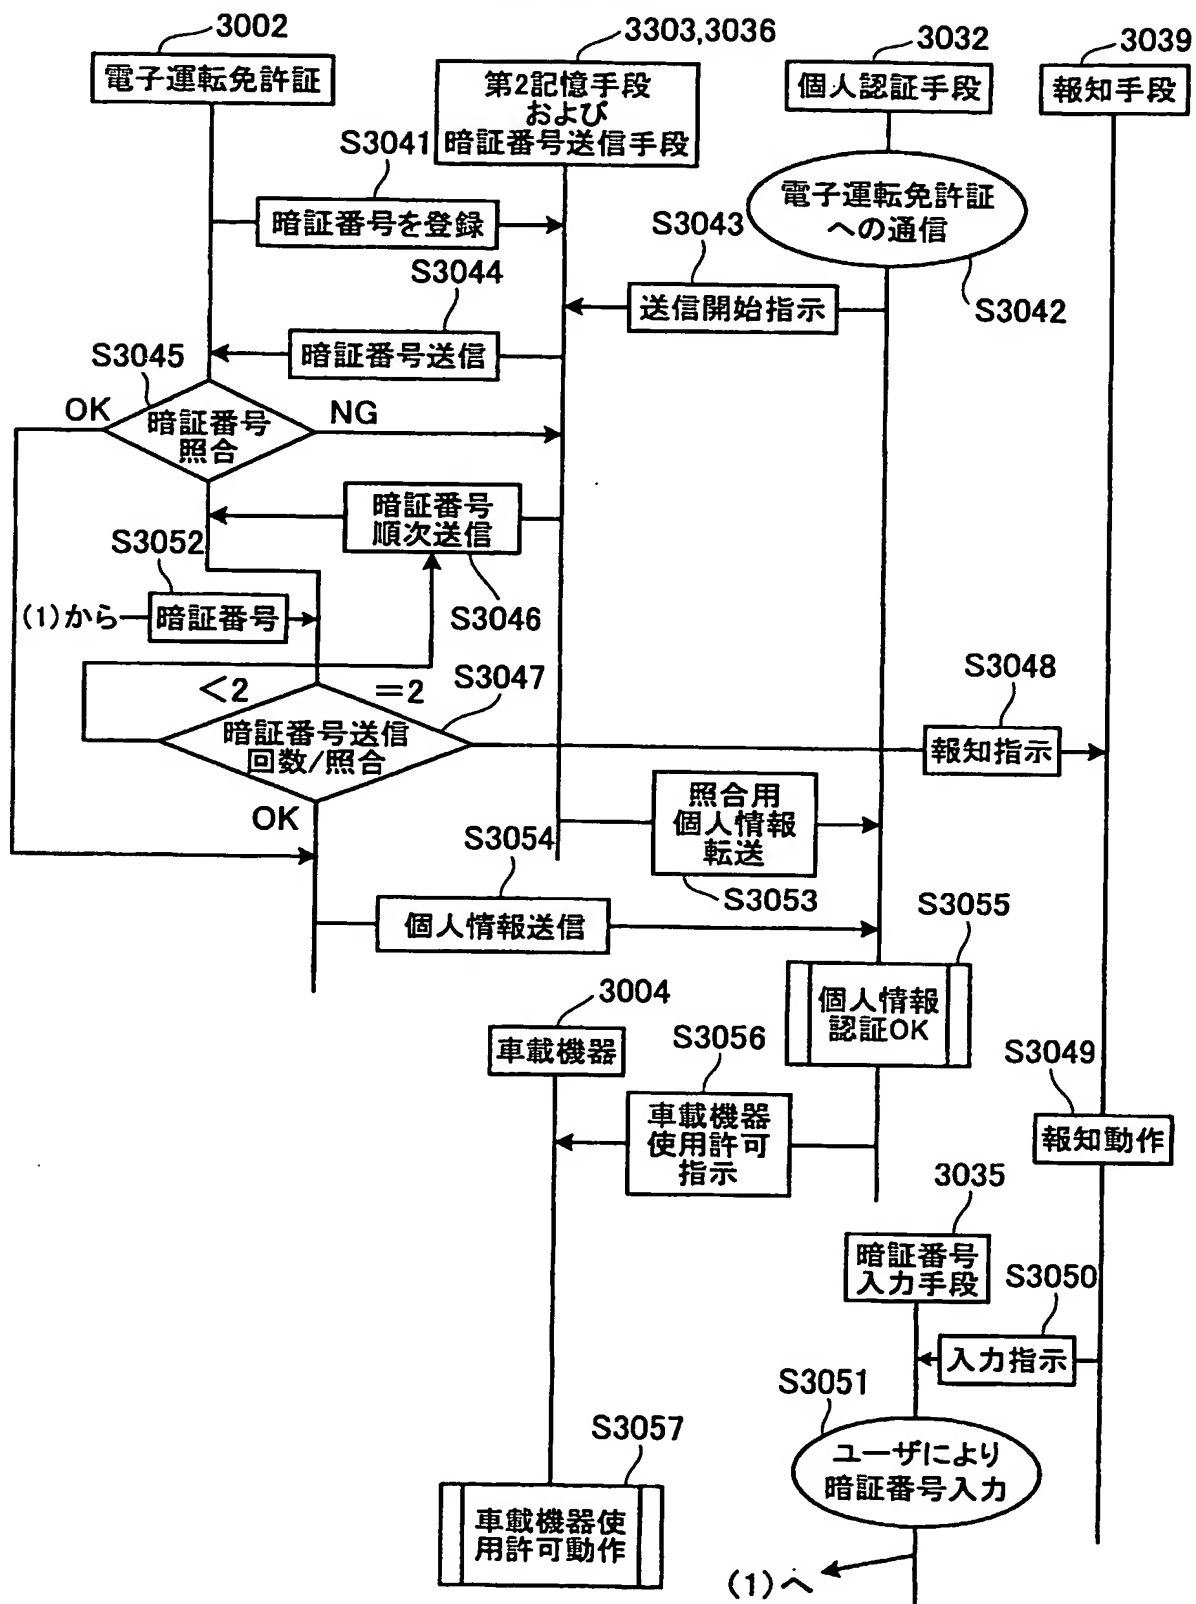 3002
3303,3036
3032
3039
電子運転免許証
第2記憶手段
および
暗証番号送信手段
個人認証手段
報知手段
S3041
暗証番号を登録
電子運転免許証
への通信
S3042
S3043
送信開始指示
S3044
暗証番号送信
S3045
OK
NG
暗証番号
照合
暗証番号
順次送信
S3046
S3052
(1)から
暗証番号
<2
=2
S3047
暗証番号送信
回数/照合
OK
S3048
報知指示
照合用
個人情報
転送
S3053
S3054
個人情報送信
S3055
個人情報
認証OK
3004
車載機器
S3056
車載機器
使用許可
指示
S3049
報知動作
3035
暗証番号
入力手段
S3050
入力指示
S3051
ユーザにより
暗証番号入力
S3057
車載機器使
用許可動作
(1)へ